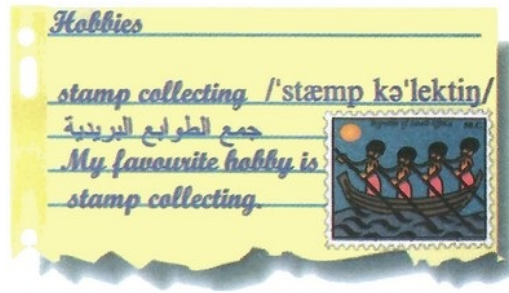 Hobbies
stamp collecting /'stæmp kə'lektiŋ/
جمع الطوابع البريدية
My favourite hobby is
stamp collecting.